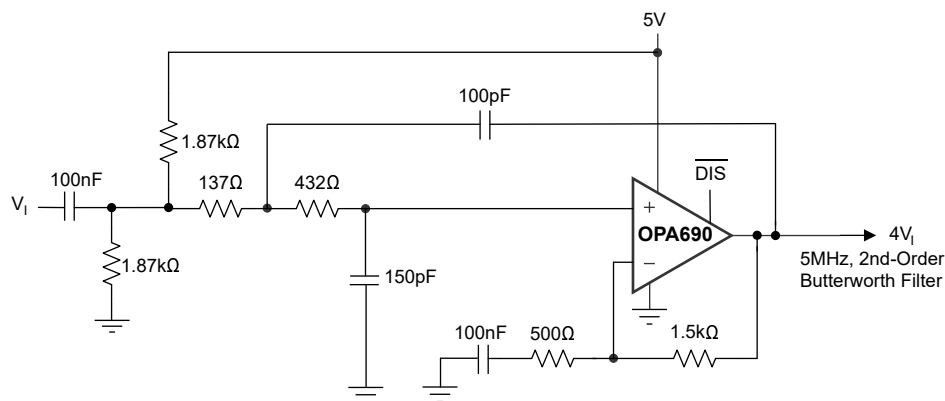 5V
100pF
1.87kΩ
137Ω
432Ω
DIS
100nF
V_I
+
OPA690
−
4V_I
5MHz, 2nd-Order
Butterworth Filter
1.87kΩ
150pF
100nF
500Ω
1.5kΩ